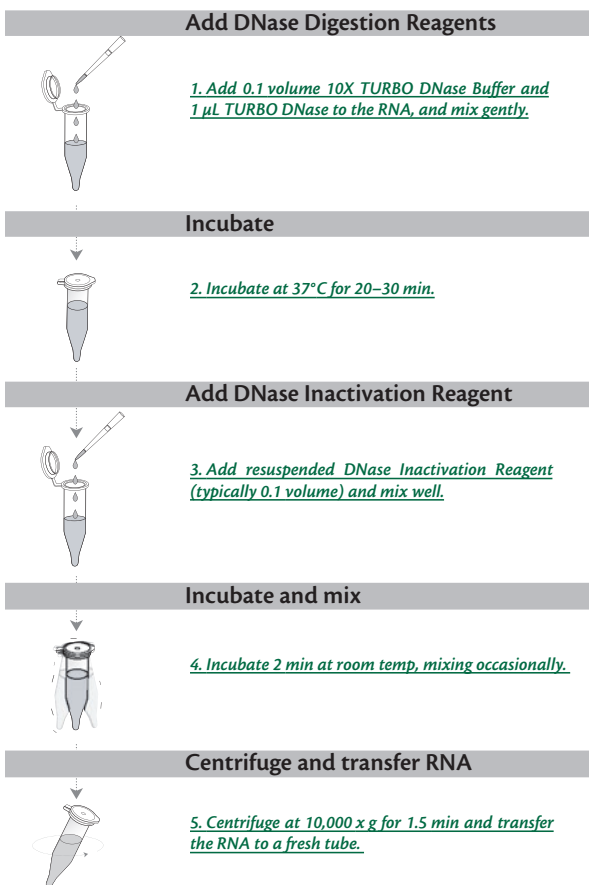 Add DNase Digestion Reagents
1. Add 0.1 volume 10X TURBO DNase Buffer and
1 µL TURBO DNase to the RNA, and mix gently.
Incubate
2. Incubate at 37°C for 20–30 min.
Add DNase Inactivation Reagent
3. Add resuspended DNase Inactivation Reagent
(typically 0.1 volume) and mix well.
Incubate and mix
4. Incubate 2 min at room temp, mixing occasionally.
Centrifuge and transfer RNA
5. Centrifuge at 10,000 x g for 1.5 min and transfer
the RNA to a fresh tube.